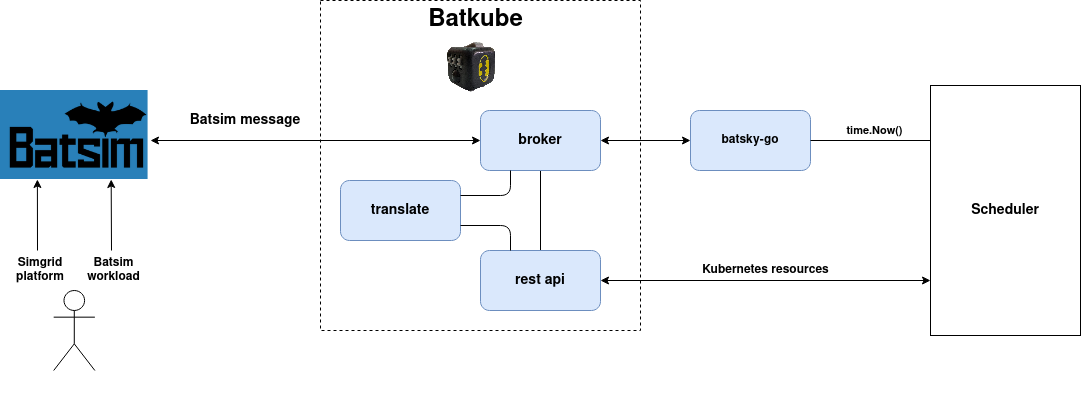 Batkube
Batsim
Batsim message
broker
batsky-go
time.Now()
translate
Scheduler
rest api
Kubernetes resources
Simgrid
platform
Batsim
workload